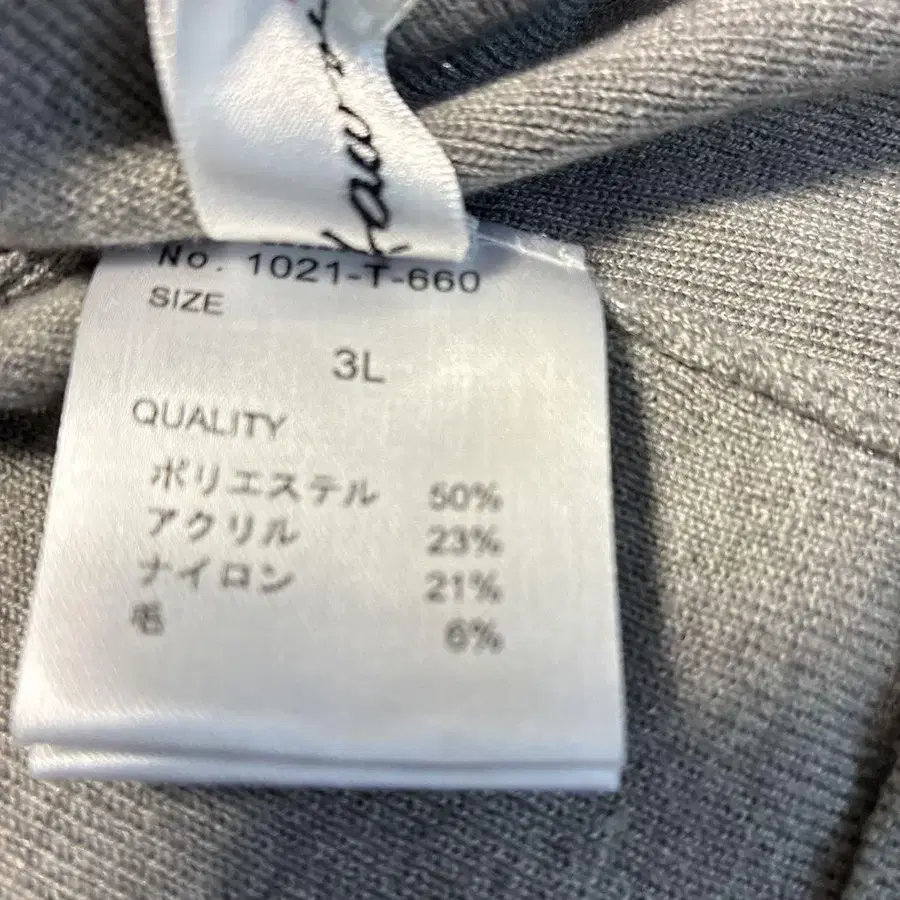 No. 1021-T-660
SIZE
3L
QUALITY
ポリエステル 50%
アクリル 23%
ナイロン 21%
毛 6%